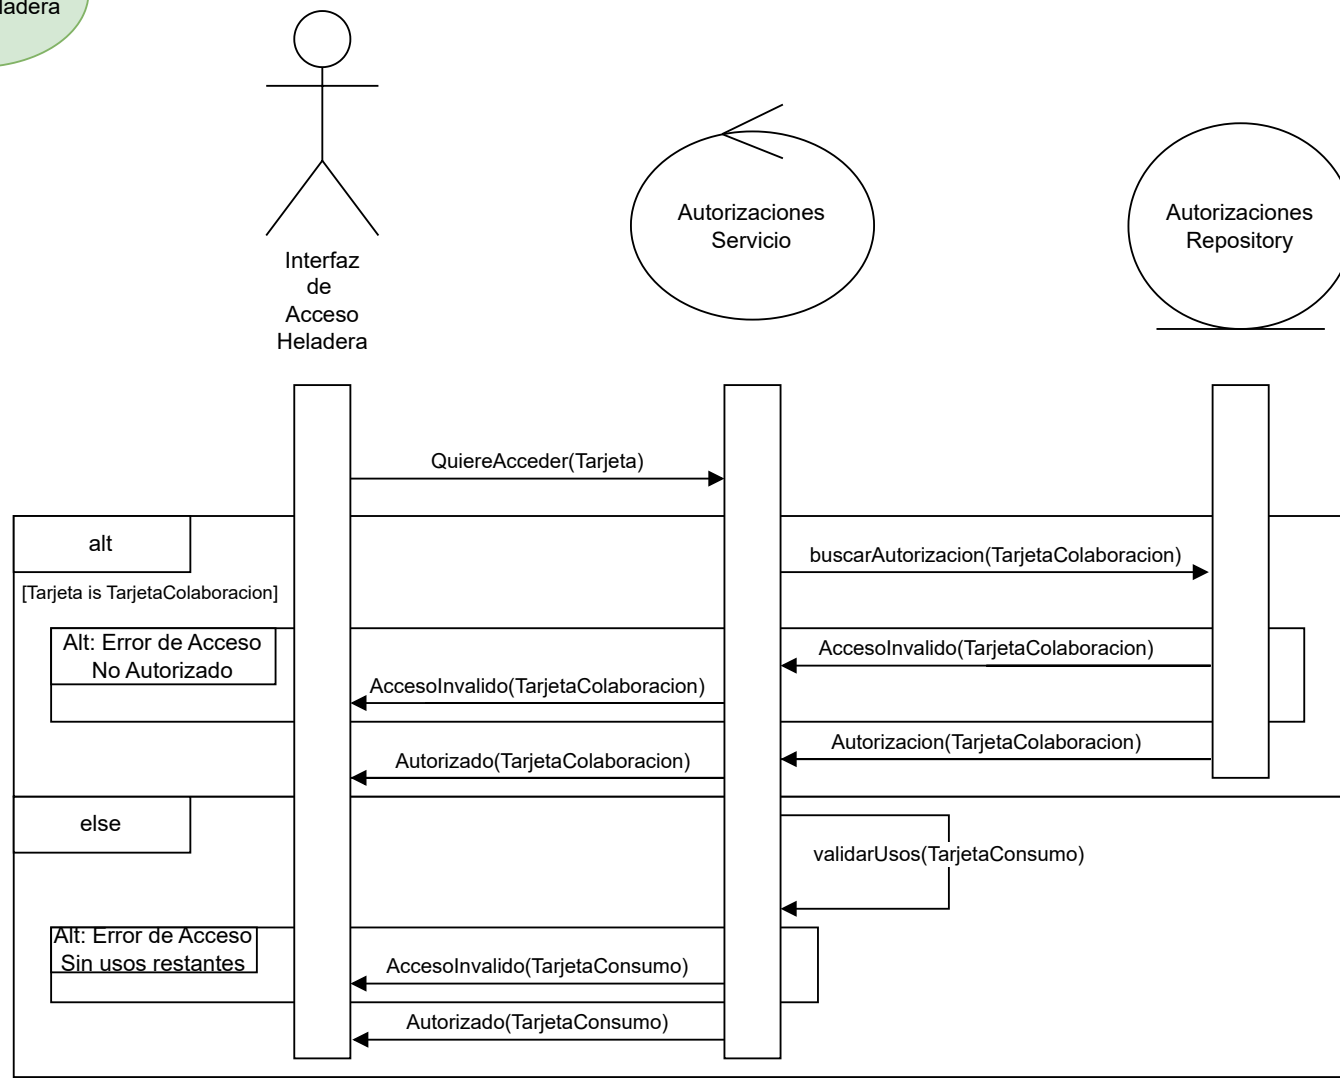 Interfaz
de
Acceso
Heladera
Autorizaciones
Servicio
Autorizaciones
Repository
QuiereAcceder(Tarjeta)
alt
buscarAutorizacion(TarjetaColaboracion)
[Tarjeta is TarjetaColaboracion]
Alt: Error de Acceso
No Autorizado
AccesoInvalido(TarjetaColaboracion)
AccesoInvalido(TarjetaColaboracion)
Autorizacion(TarjetaColaboracion)
Autorizado(TarjetaColaboracion)
else
validarUsos(TarjetaConsumo)
Alt: Error de Acceso
Sin usos restantes
AccesoInvalido(TarjetaConsumo)
Autorizado(TarjetaConsumo)